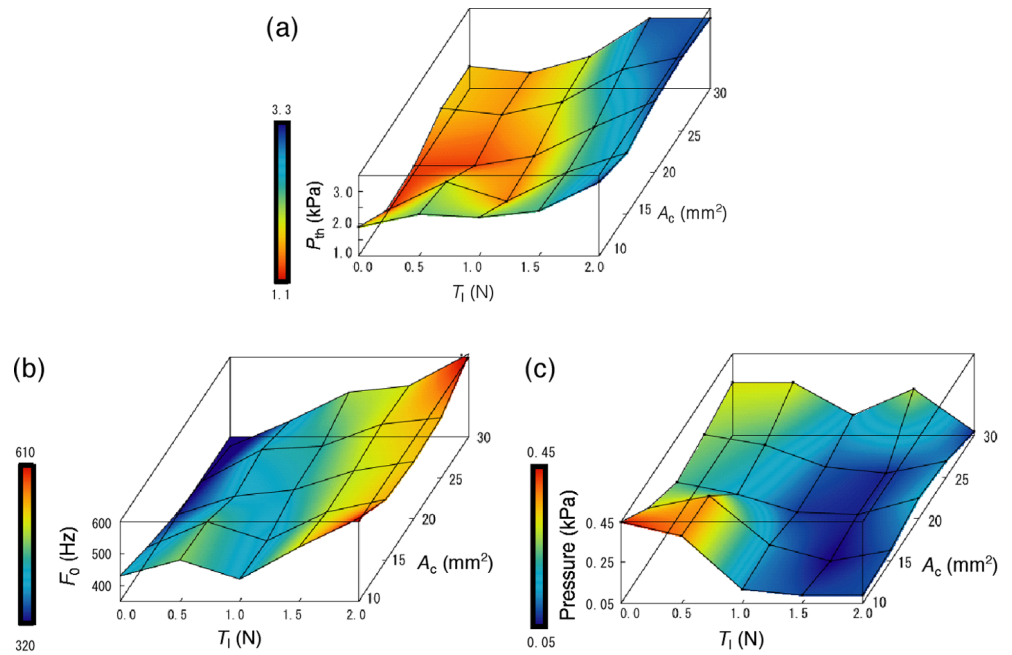 (a)
3.3
1.1
P_th (kPa)
3.0
2.0
1.0
0.0 0.5 1.0 1.5 2.0
T_l (N)
30
25
20
15
10
A_c (mm²)
(b)
610
320
F_0 (Hz)
600
500
400
0.0 0.5 1.0 1.5 2.0
T_l (N)
30
25
20
15
10
A_c (mm²)
(c)
0.45
0.05
Pressure (kPa)
0.45
0.25
0.05
0.0 0.5 1.0 1.5 2.0
T_l (N)
30
25
20
15
10
A_c (mm²)